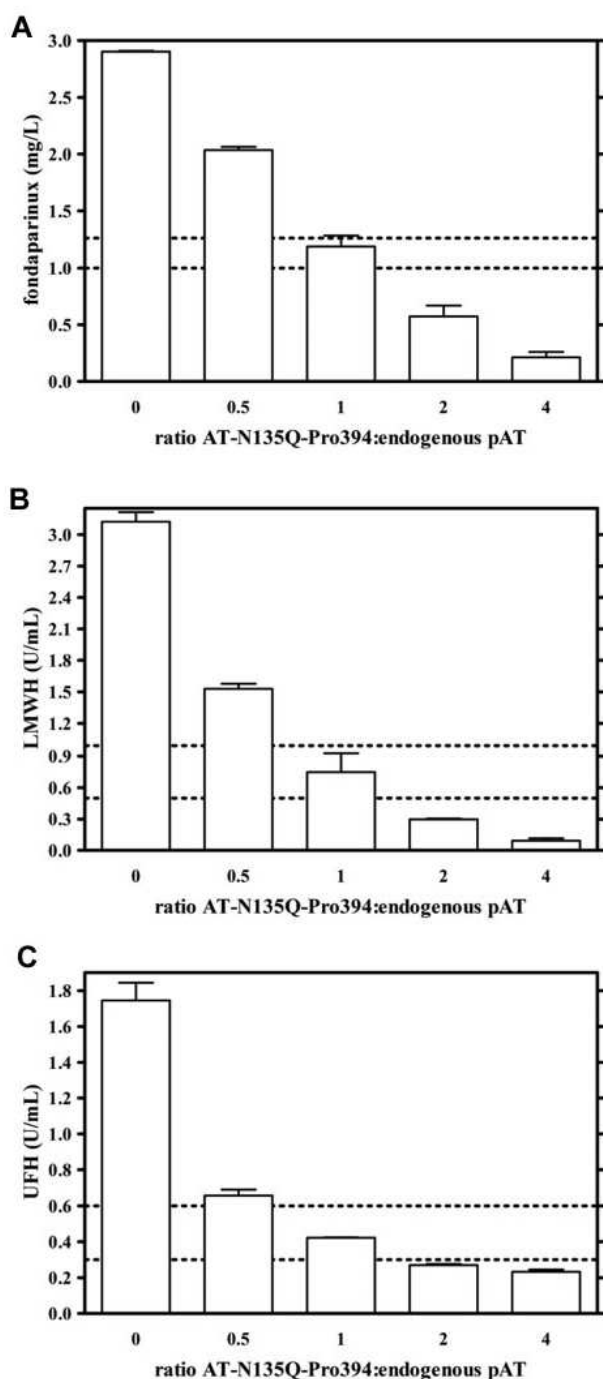 A
3.0
2.5
2.0
1.5
1.0
0.5
0.0
fondaparinux (mg/L)
0 0.5 1 2 4
ratio AT-N135Q-Pro394:endogenous pAT
B
3.0
2.7
2.4
2.1
1.8
1.5
1.2
0.9
0.6
0.3
0.0
LMWH (U/mL)
0 0.5 1 2 4
ratio AT-N135Q-Pro394:endogenous pAT
C
1.8
1.6
1.4
1.2
1.0
0.8
0.6
0.4
0.2
0.0
UFH (U/mL)
0 0.5 1 2 4
ratio AT-N135Q-Pro394:endogenous pAT